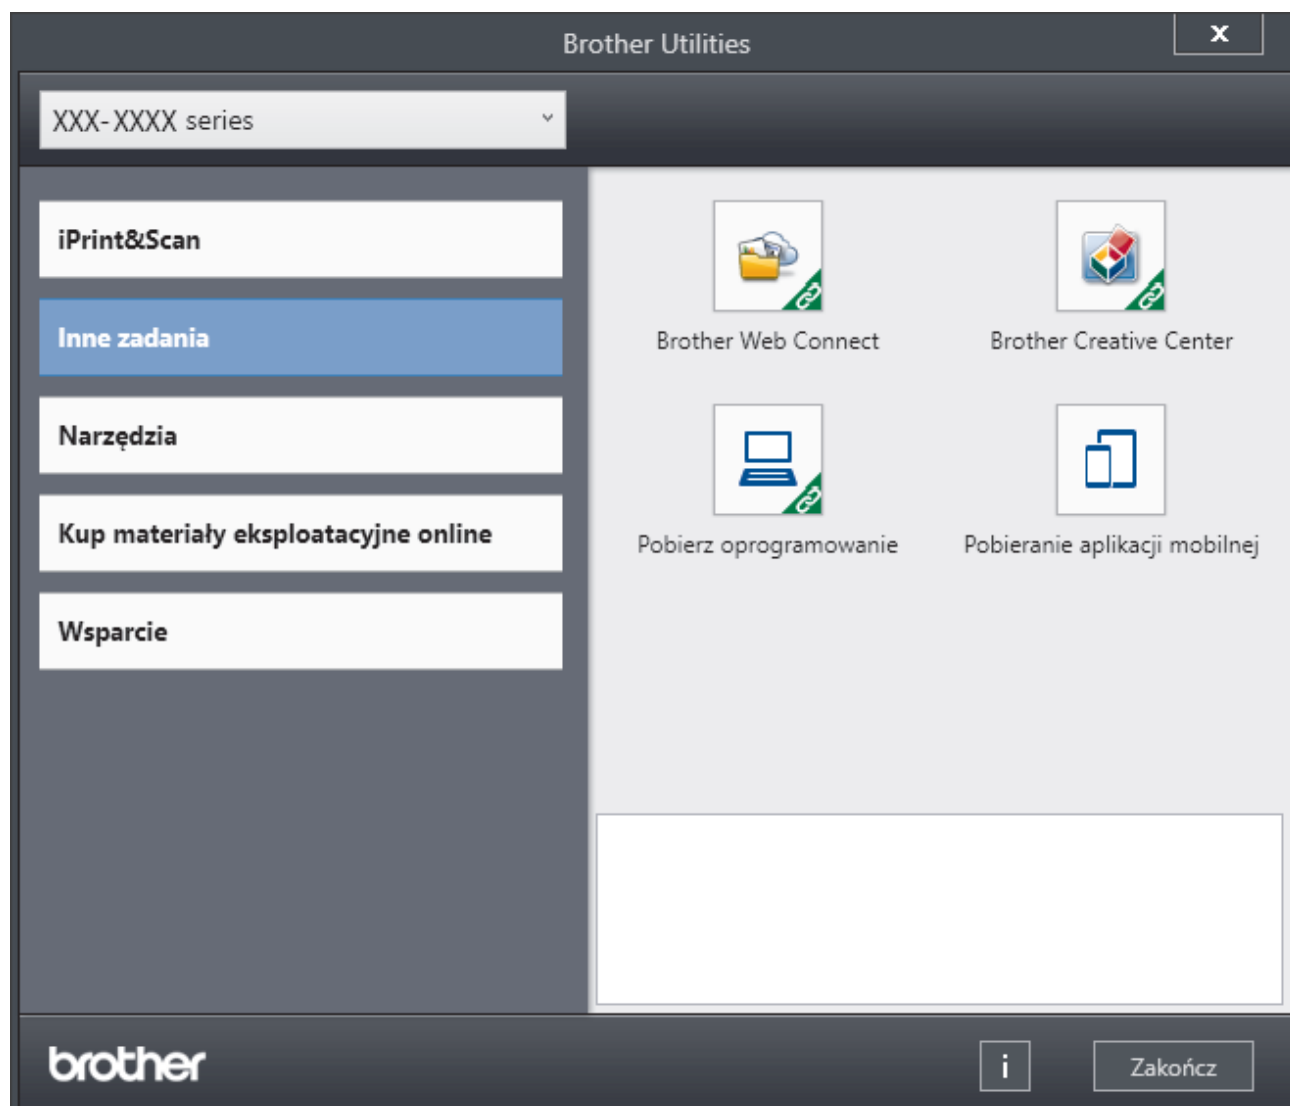 Brother Utilities
x
XXX-XXXX series
iPrint&Scan
Inne zadania
Narzędzia
Kup materiały eksploatacyjne online
Wsparcie
Brother Web Connect
Brother Creative Center
Pobierz oprogramowanie
Pobieranie aplikacji mobilnej
brother
i
Zakończ